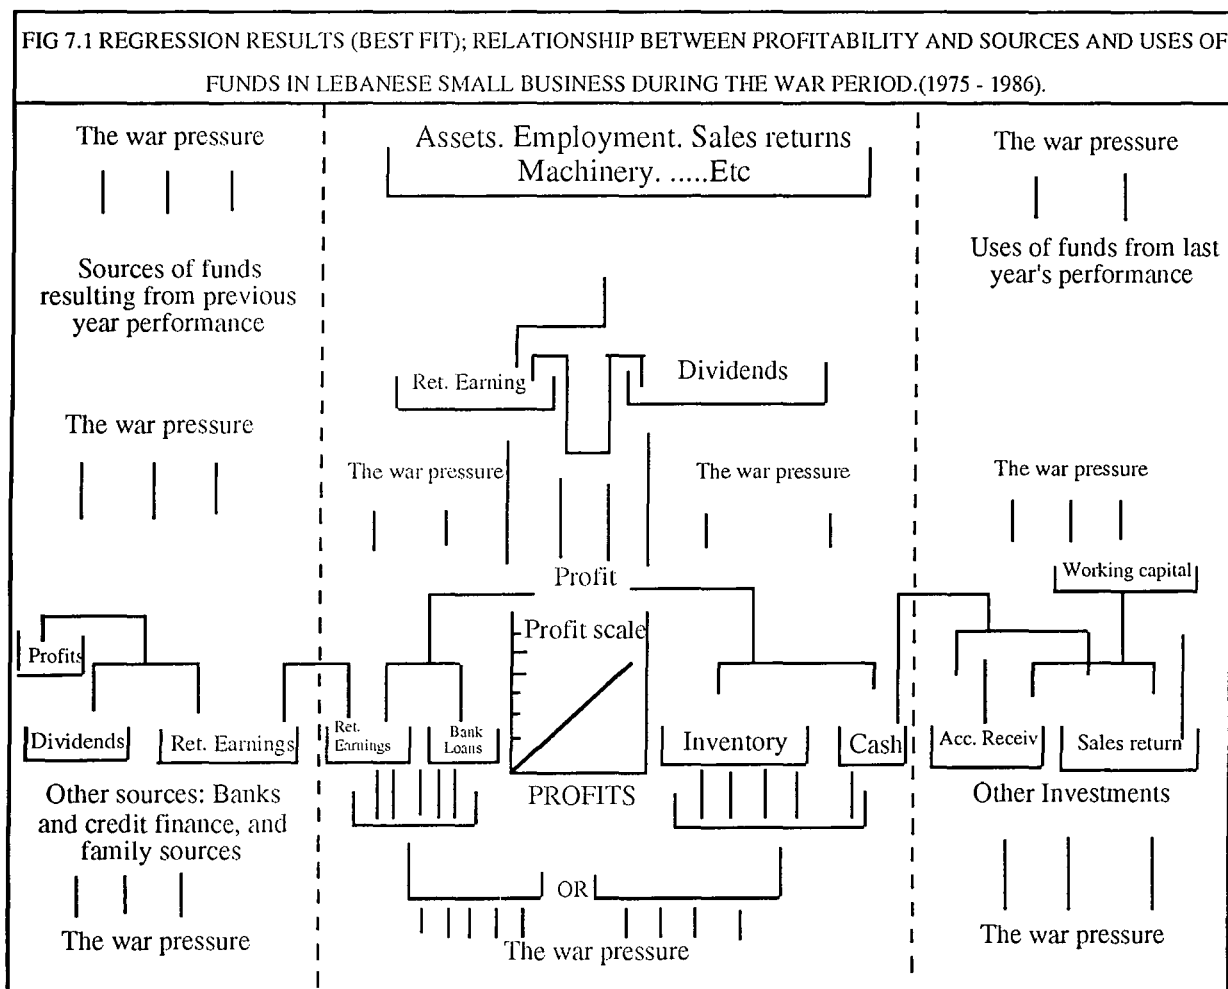 FIG 7.1 REGRESSION RESULTS (BEST FIT); RELATIONSHIP BETWEEN PROFITABILITY AND SOURCES AND USES OF
FUNDS IN LEBANESE SMALL BUSINESS DURING THE WAR PERIOD.(1975 - 1986).
The war pressure
Sources of funds
resulting from previous
year performance
The war pressure
Profits
Dividends
Ret. Earnings
Other sources: Banks
and credit finance, and
family sources
The war pressure
Assets. Employment. Sales returns
Machinery. .....Etc
Ret. Earning
Dividends
The war pressure
The war pressure
Profit
Profit scale
Ret.
Earnings
Bank
Loans
Inventory
Cash
PROFITS
OR
The war pressure
The war pressure
Uses of funds from last
year's performance
The war pressure
Working capital
Acc. Receiv
Sales return
Other Investments
The war pressure